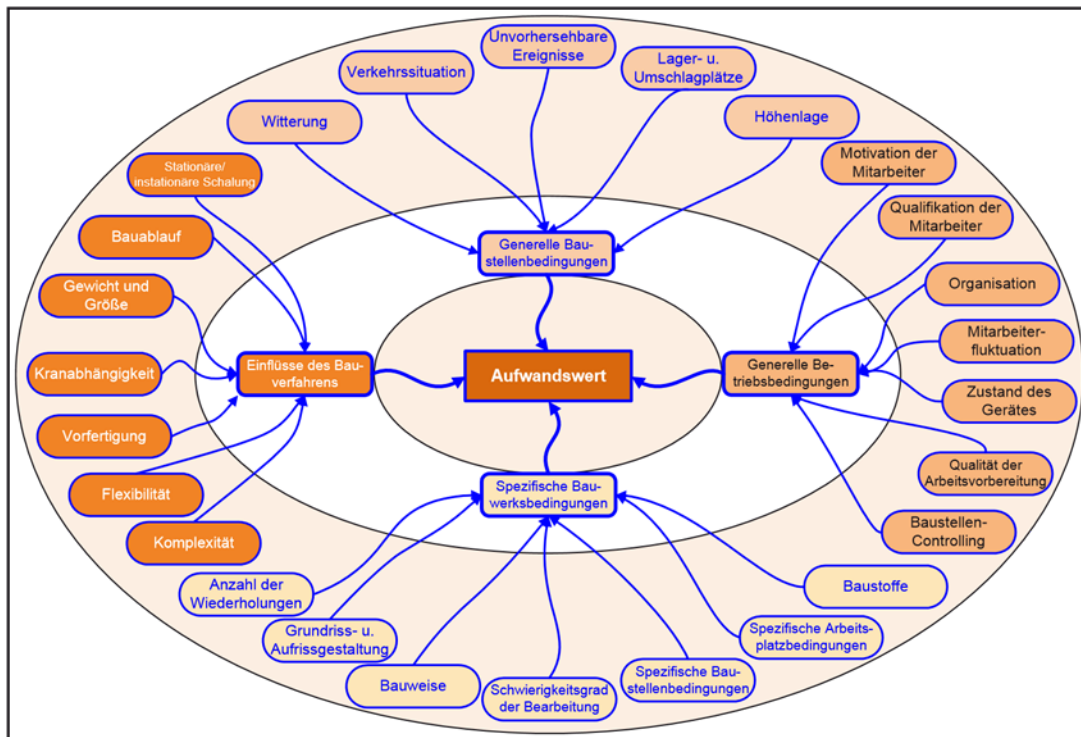 Unvorhersehbare
Ereignisse
Lager- u.
Umschlagplätze
Verkehrssituation
Witterung
Höhenlage
Stationäre/
instationäre Schalung
Motivation der
Mitarbeiter
Bauablauf
Generelle Bau-
stellenbedingungen
Qualifikation der
Mitarbeiter
Gewicht und
Größe
Organisation
Kranabhängigkeit
Einflüsse des Bau-
verfahrens
Aufwandswert
Generelle Be-
triebsbedingungen
Mitarbeiter-
fluktuation
Zustand des
Gerätes
Vorfertigung
Flexibilität
Spezifische Bau-
werksbedingungen
Qualität der
Arbeitsvorbereitung
Komplexität
Baustellen-
Controlling
Anzahl der
Wiederholungen
Baustoffe
Grundriss- u.
Aufrissgestaltung
Spezifische Arbeits-
platzbedingungen
Bauweise
Schwierigkeitsgrad
der Bearbeitung
Spezifische Bau-
stellenbedingungen